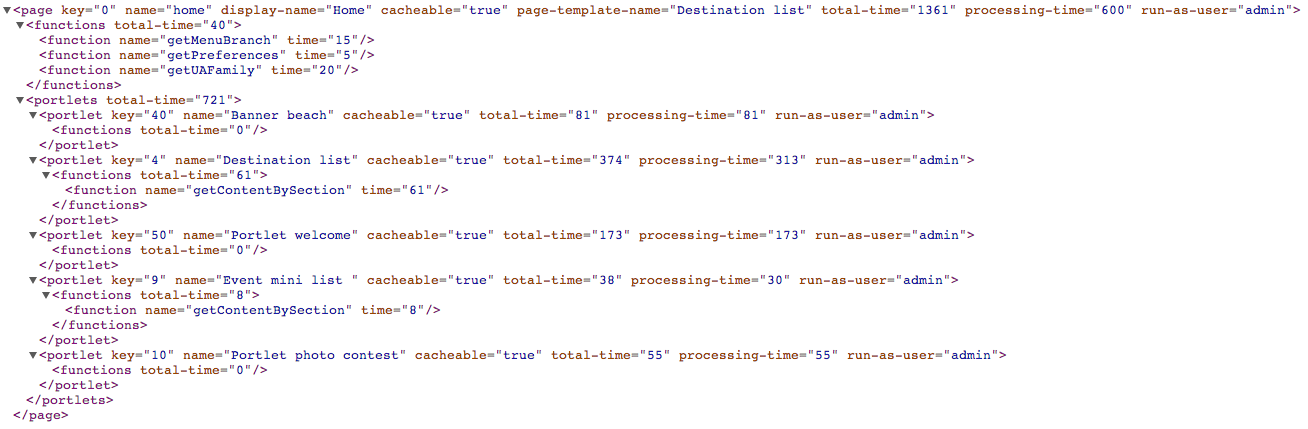 <page key="0" name="home" display-name="Home" cacheable="true" page-template-name="Destination list" total-time="1361" processing-time="600" run-as-user="admin">
<functions total-time="40">
<function name="getMenuBranch" time="15"/>
<function name="getPreferences" time="5"/>
<function name="getUAFamily" time="20"/>
</functions>
<portlets total-time="721">
<portlet key="40" name="Banner beach" cacheable="true" total-time="81" processing-time="81" run-as-user="admin">
<functions total-time="0"/>
</portlet>
<portlet key="4" name="Destination list" cacheable="true" total-time="374" processing-time="313" run-as-user="admin">
<functions total-time="61">
<function name="getContentBySection" time="61"/>
</functions>
</portlet>
<portlet key="50" name="Portlet welcome" cacheable="true" total-time="173" processing-time="173" run-as-user="admin">
<functions total-time="0"/>
</portlet>
<portlet key="9" name="Event mini list " cacheable="true" total-time="38" processing-time="30" run-as-user="admin">
<functions total-time="8">
<function name="getContentBySection" time="8"/>
</functions>
</portlet>
<portlet key="10" name="Portlet photo contest" cacheable="true" total-time="55" processing-time="55" run-as-user="admin">
<functions total-time="0"/>
</portlet>
</portlets>
</page>